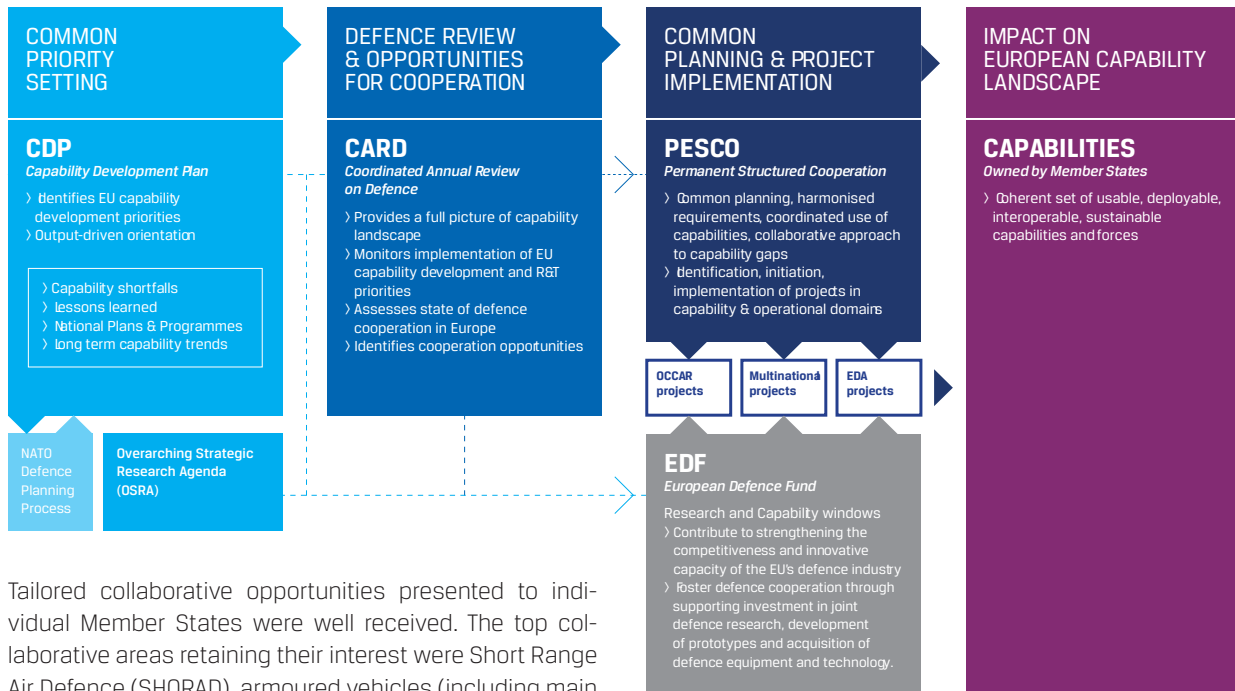 COMMON
PRIORITY
SETTING
CDP
Capability Development Plan
〉Identifies EU capability
development priorities
〉Output-driven orientation
〉Capability shortfalls
〉Lessons learned
〉National Plans & Programmes
〉Long term capability trends
NATO
Defence
Planning
Process
Overarching Strategic
Research Agenda
(OSRA)
DEFENCE REVIEW
& OPPORTUNITIES
FOR COOPERATION
CARD
Coordinated Annual Review
on Defence
〉Provides a full picture of capability
landscape
〉Monitors implementation of EU
capability development and R&T
priorities
〉Assesses state of defence
cooperation in Europe
〉Identifies cooperation opportunities
COMMON
PLANNING & PROJECT
IMPLEMENTATION
PESCO
Permanent Structured Cooperation
〉Common planning, harmonised
requirements, coordinated use of
capabilities, collaborative approach
to capability gaps
〉Identification, initiation,
implementation of projects in
capability & operational domains
OCCAR
projects
Multinational
projects
EDA
projects
EDF
European Defence Fund
Research and Capability windows
〉Contribute to strengthening the
competitiveness and innovative
capacity of the EU's defence industry
〉Foster defence cooperation through
supporting investment in joint
defence research, development
of prototypes and acquisition of
defence equipment and technology.
IMPACT ON
EUROPEAN CAPABILITY
LANDSCAPE
CAPABILITIES
Owned by Member States
〉Coherent set of usable, deployable,
interoperable, sustainable
capabilities and forces
Tailored collaborative opportunities presented to indi-
vidual Member States were well received. The top col-
laborative areas retaining their interest were Short Range
Air Defence (SHORAD), armoured vehicles (including main